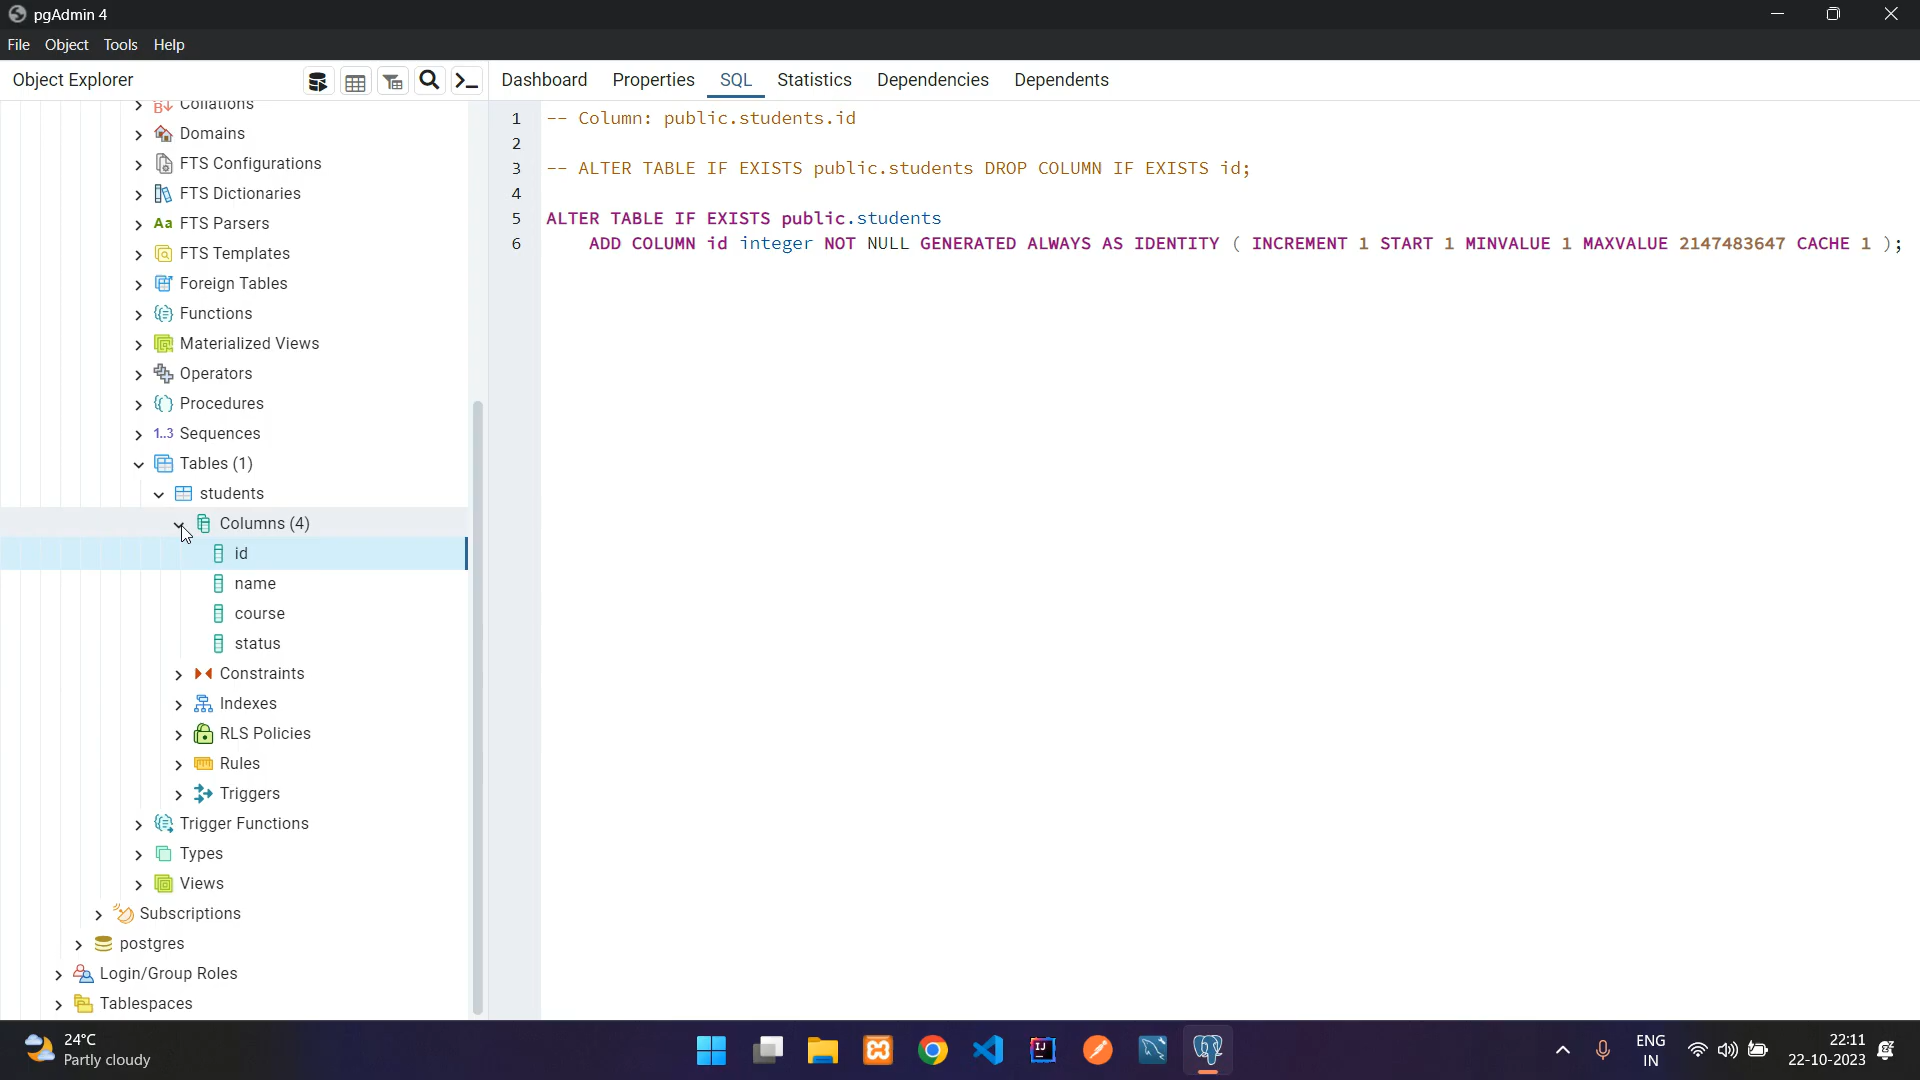 pgAdmin 4
File Object Tools Help
Object Explorer
Dashboard Properties SQL Statistics Dependencies Dependents
Collations
Domains
FTS Configurations
FTS Dictionaries
Aa FTS Parsers
FTS Templates
Foreign Tables
Functions
Materialized Views
Operators
Procedures
1..3 Sequences
Tables (1)
students
Columns (4)
id
name
course
status
Constraints
Indexes
RLS Policies
Rules
Triggers
Trigger Functions
Types
Views
Subscriptions
postgres
Login/Group Roles
Tablespaces
1 -- Column: public.students.id
2
3 -- ALTER TABLE IF EXISTS public.students DROP COLUMN IF EXISTS id;
4
5 ALTER TABLE IF EXISTS public.students
6 ADD COLUMN id integer NOT NULL GENERATED ALWAYS AS IDENTITY ( INCREMENT 1 START 1 MINVALUE 1 MAXVALUE 2147483647 CACHE 1 );
24°C
Partly cloudy
ENG
IN
22:11
22-10-2023